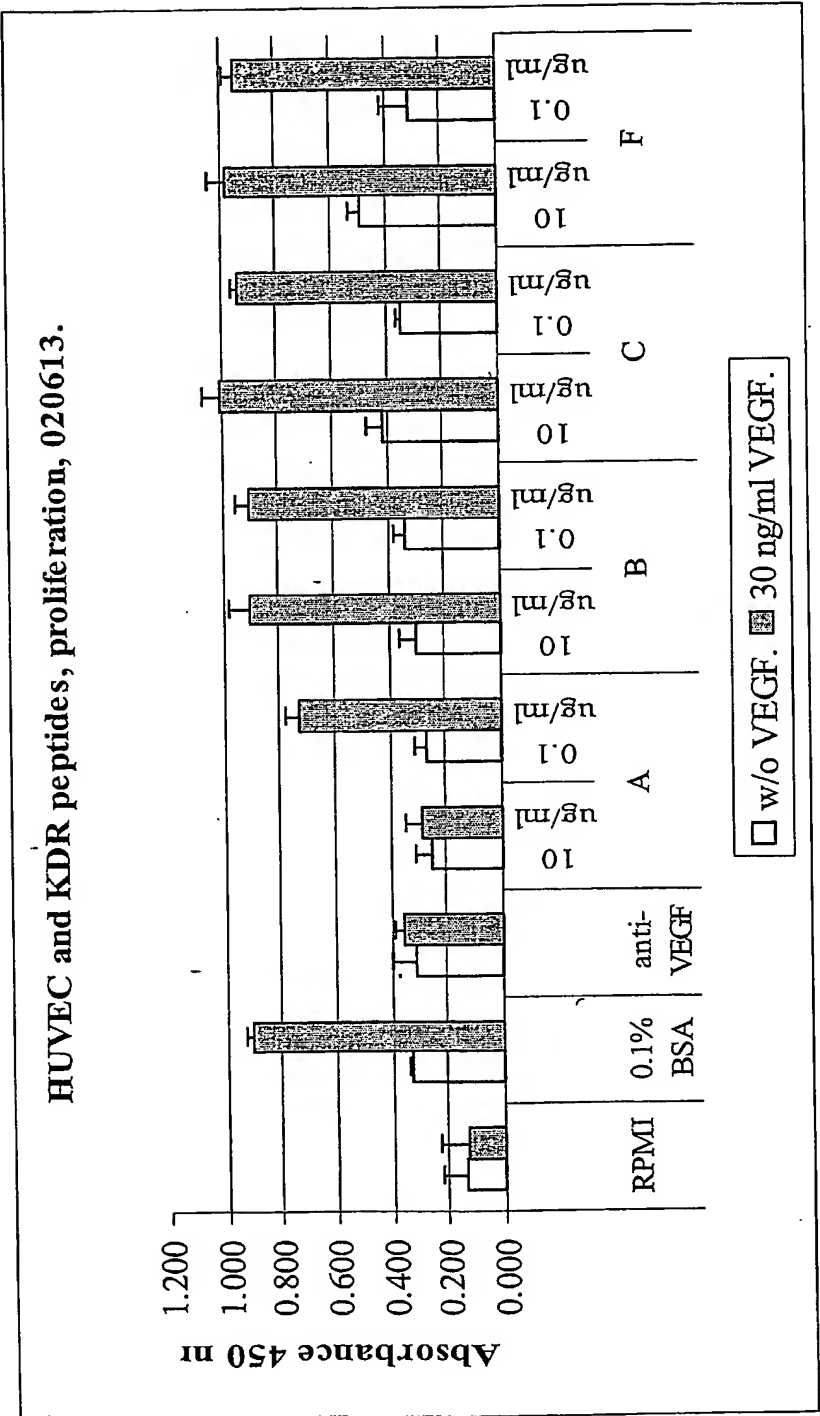 HUVEC and KDR peptides, proliferation, 020613.
Absorbance 450 nr
1.200
1.000
0.800
0.600
0.400
0.200
0.000
RPMI
0.1%
BSA
anti-
VEGF
10
ug/ml
0.1
ug/ml
10
ug/ml
0.1
ug/ml
10
ug/ml
0.1
ug/ml
10
ug/ml
0.1
ug/ml
A
B
C
F
w/o VEGF. 30 ng/ml VEGF.